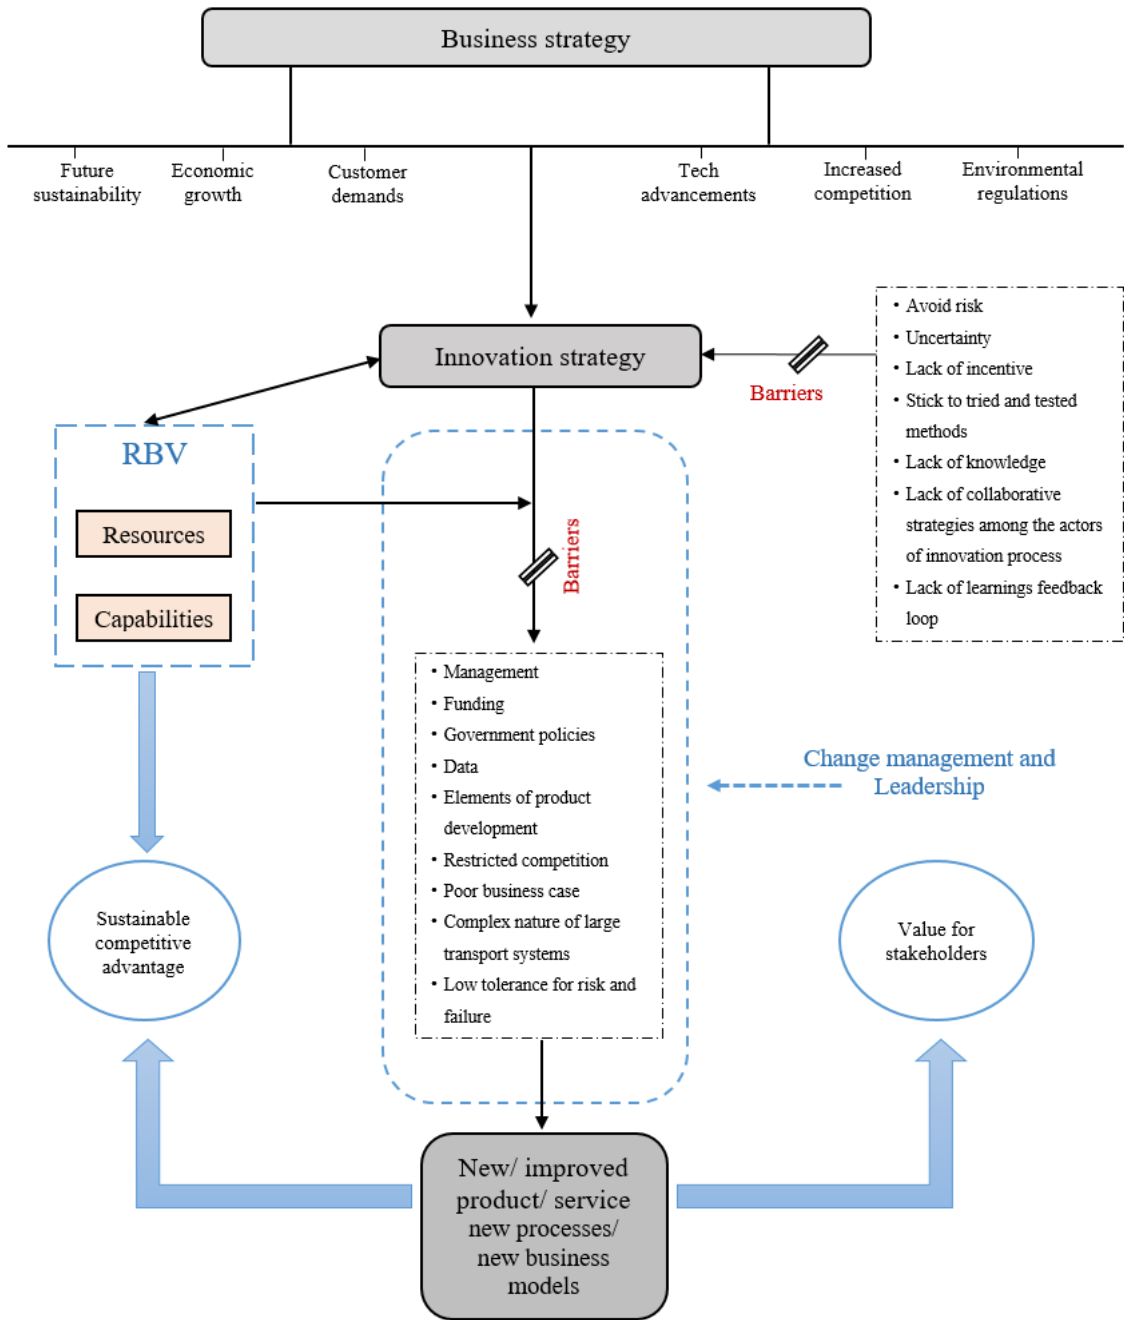 Business strategy
Future
sustainability
Economic
growth
Customer
demands
Tech
advancements
Increased
competition
Environmental
regulations
Innovation strategy
Barriers
• Avoid risk
• Uncertainty
• Lack of incentive
• Stick to tried and tested
methods
• Lack of knowledge
• Lack of collaborative
strategies among the actors
of innovation process
• Lack of learnings feedback
loop
RBV
Resources
Capabilities
Barriers
• Management
• Funding
• Government policies
• Data
• Elements of product
development
• Restricted competition
• Poor business case
• Complex nature of large
transport systems
• Low tolerance for risk and
failure
Change management and
Leadership
Sustainable
competitive
advantage
Value for
stakeholders
New/ improved
product/ service
new processes/
new business
models